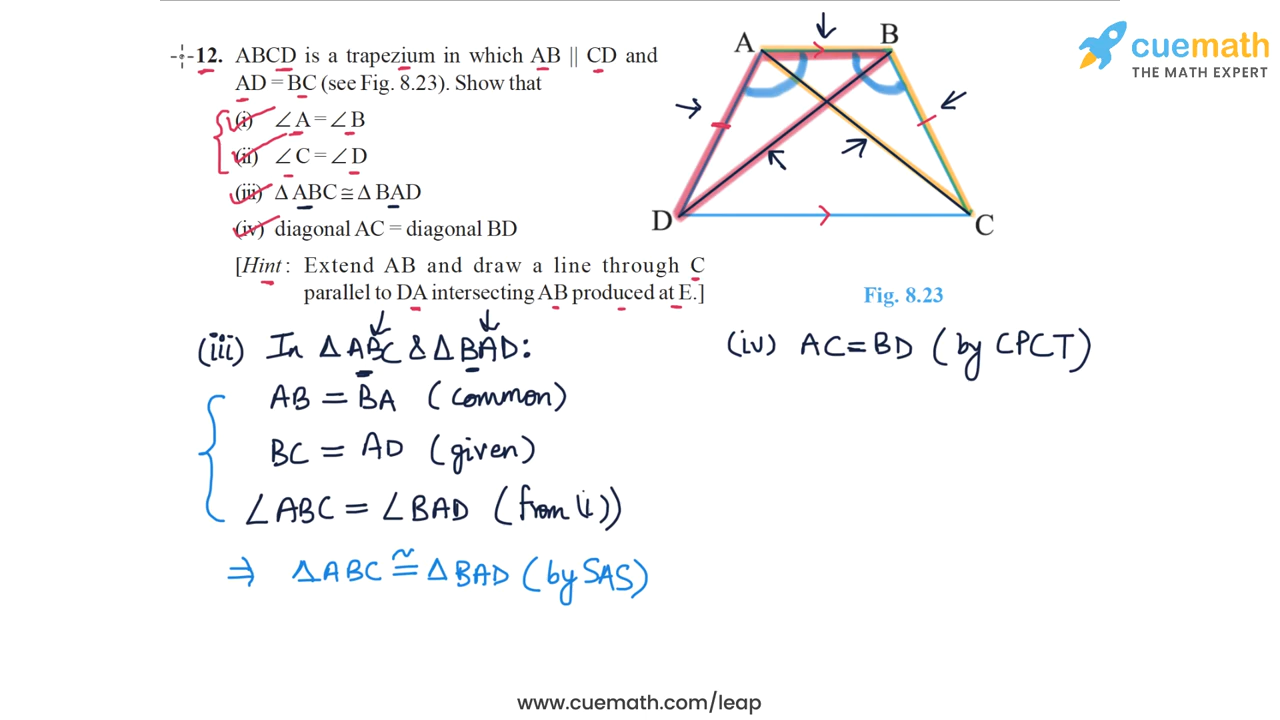 12. ABCD is a trapezium in which AB || CD and
AD = BC (see Fig. 8.23). Show that
(i) ∠A = ∠B
(ii) ∠C = ∠D
(iii) Δ ABC ≅ Δ BAD
(iv) diagonal AC = diagonal BD
[Hint : Extend AB and draw a line through C
parallel to DA intersecting AB produced at E.]
A
B
D
C
Fig. 8.23
cuemath
THE MATH EXPERT
(iii) In Δ ABC & Δ BAD:
AB = BA (common)
BC = AD (given)
∠ABC = ∠BAD (from (i))
⇒ ΔABC ≅ ΔBAD (by SAS)
(iv) AC = BD (by CPCT)
www.cuemath.com/leap